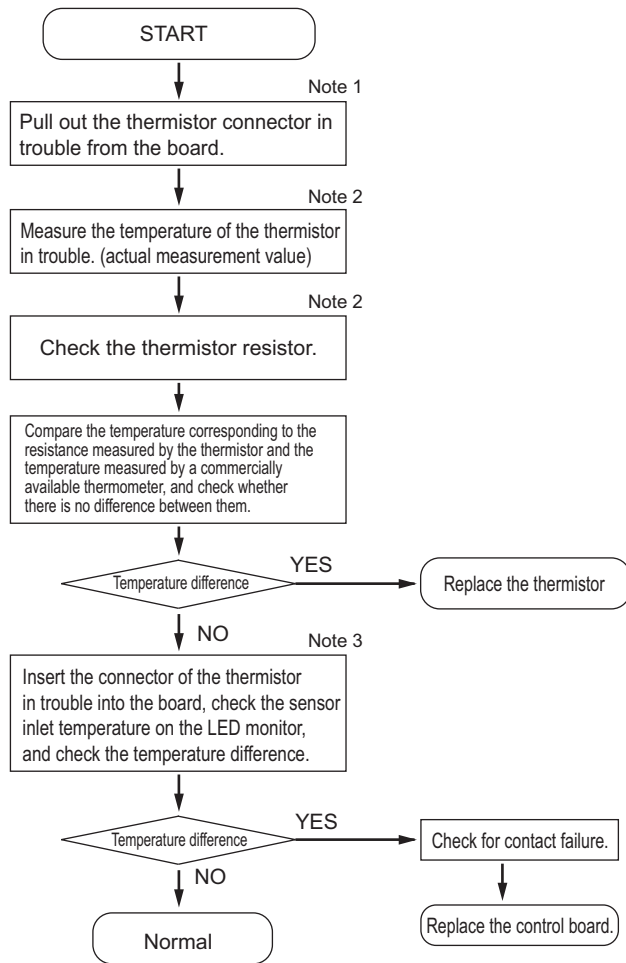 START
Note 1
Pull out the thermistor connector in
trouble from the board.
Note 2
Measure the temperature of the thermistor
in trouble. (actual measurement value)
Note 2
Check the thermistor resistor.
Compare the temperature corresponding to the
resistance measured by the thermistor and the
temperature measured by a commercially
available thermometer, and check whether
there is no difference between them.
Temperature difference
YES
Replace the thermistor
NO
Note 3
Insert the connector of the thermistor
in trouble into the board, check the sensor
inlet temperature on the LED monitor,
and check the temperature difference.
Temperature difference
YES
Check for contact failure.
NO
Replace the control board.
Normal